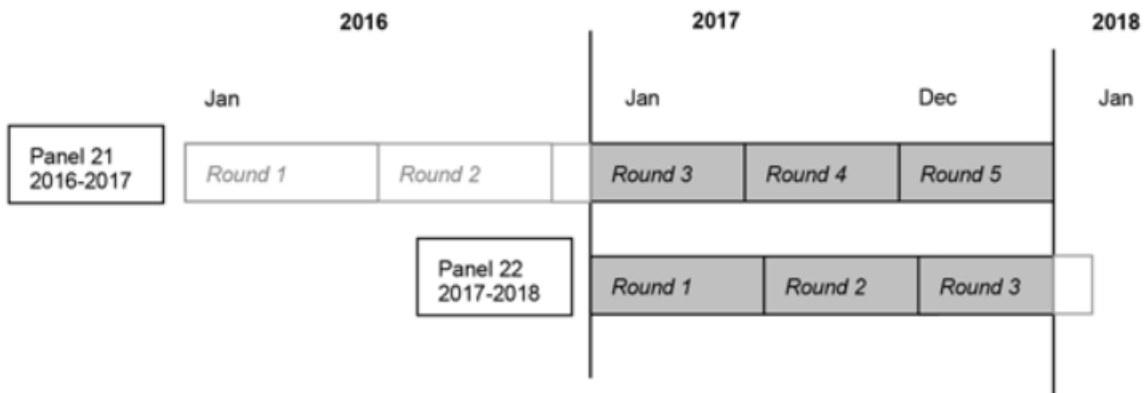 2016 2017 2018
Jan Jan Dec Jan
Panel 21
2016-2017
Round 1 Round 2 Round 3 Round 4 Round 5
Panel 22
2017-2018
Round 1 Round 2 Round 3